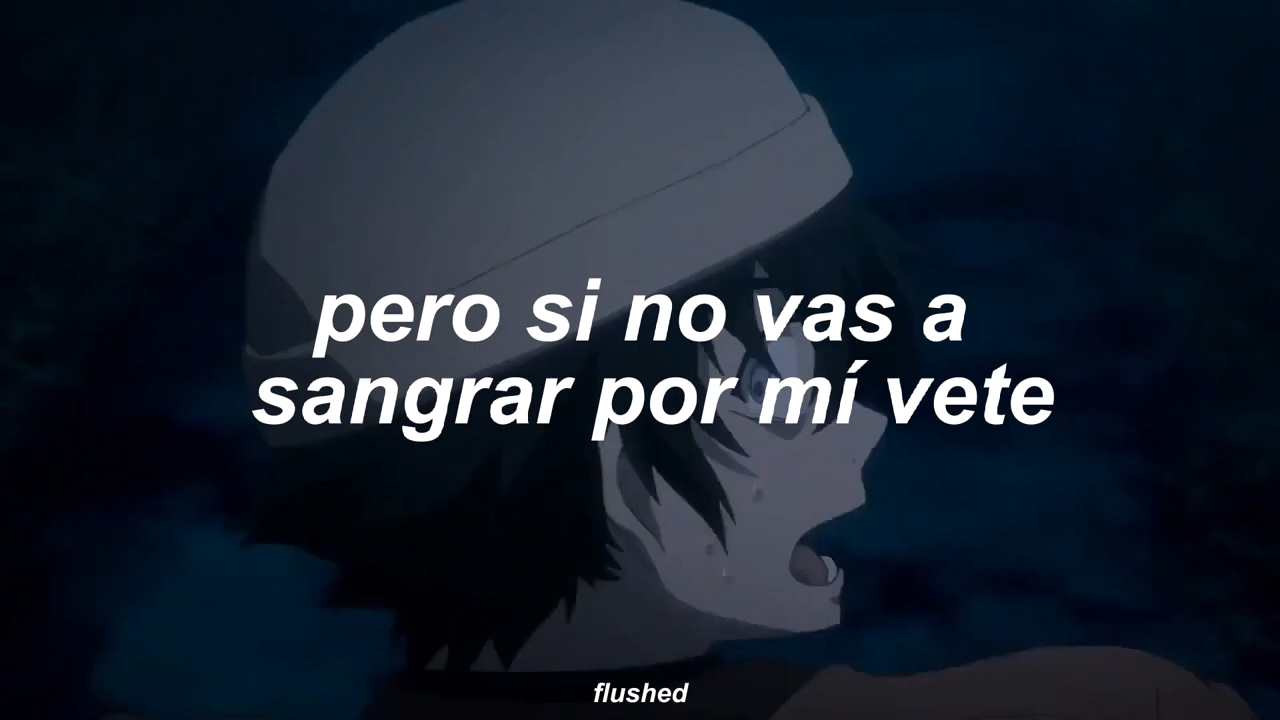 pero si no vas a
sangrar por mí vete
flushed